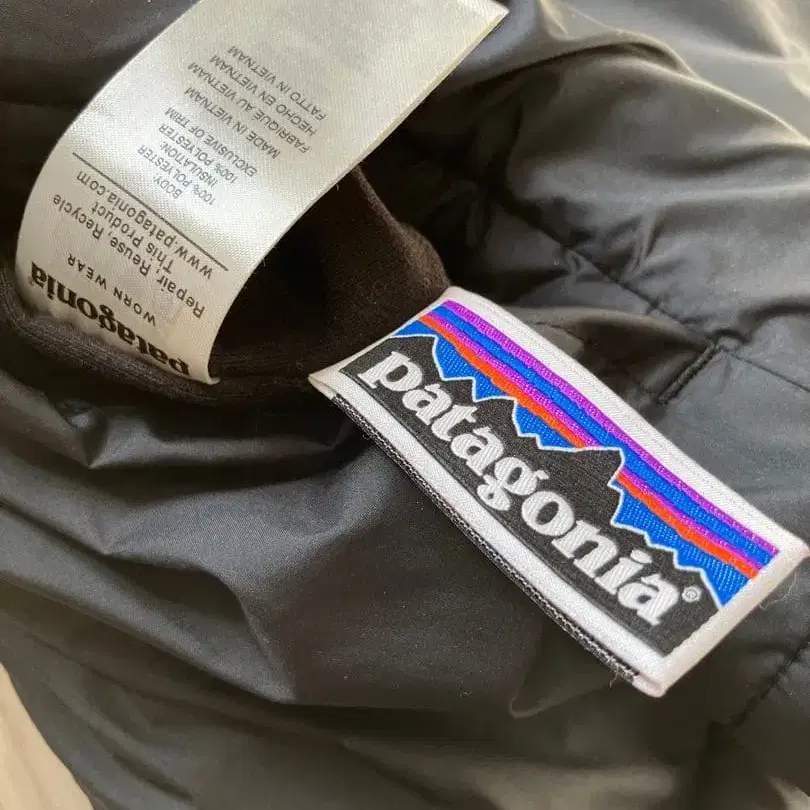 patagonia
WORN WEAR
Repair, Reuse, Recycle
This Product
www.patagonia.com
BODY:
100% POLYESTER
INSULATION:
100% POLYESTER
EXCLUSIVE OF TRIM
MADE IN VIETNAM
FABRIQUÉ AU VIETNAM
HECHO EN VIETNAM
FATTO IN VIETNAM
patagonia®